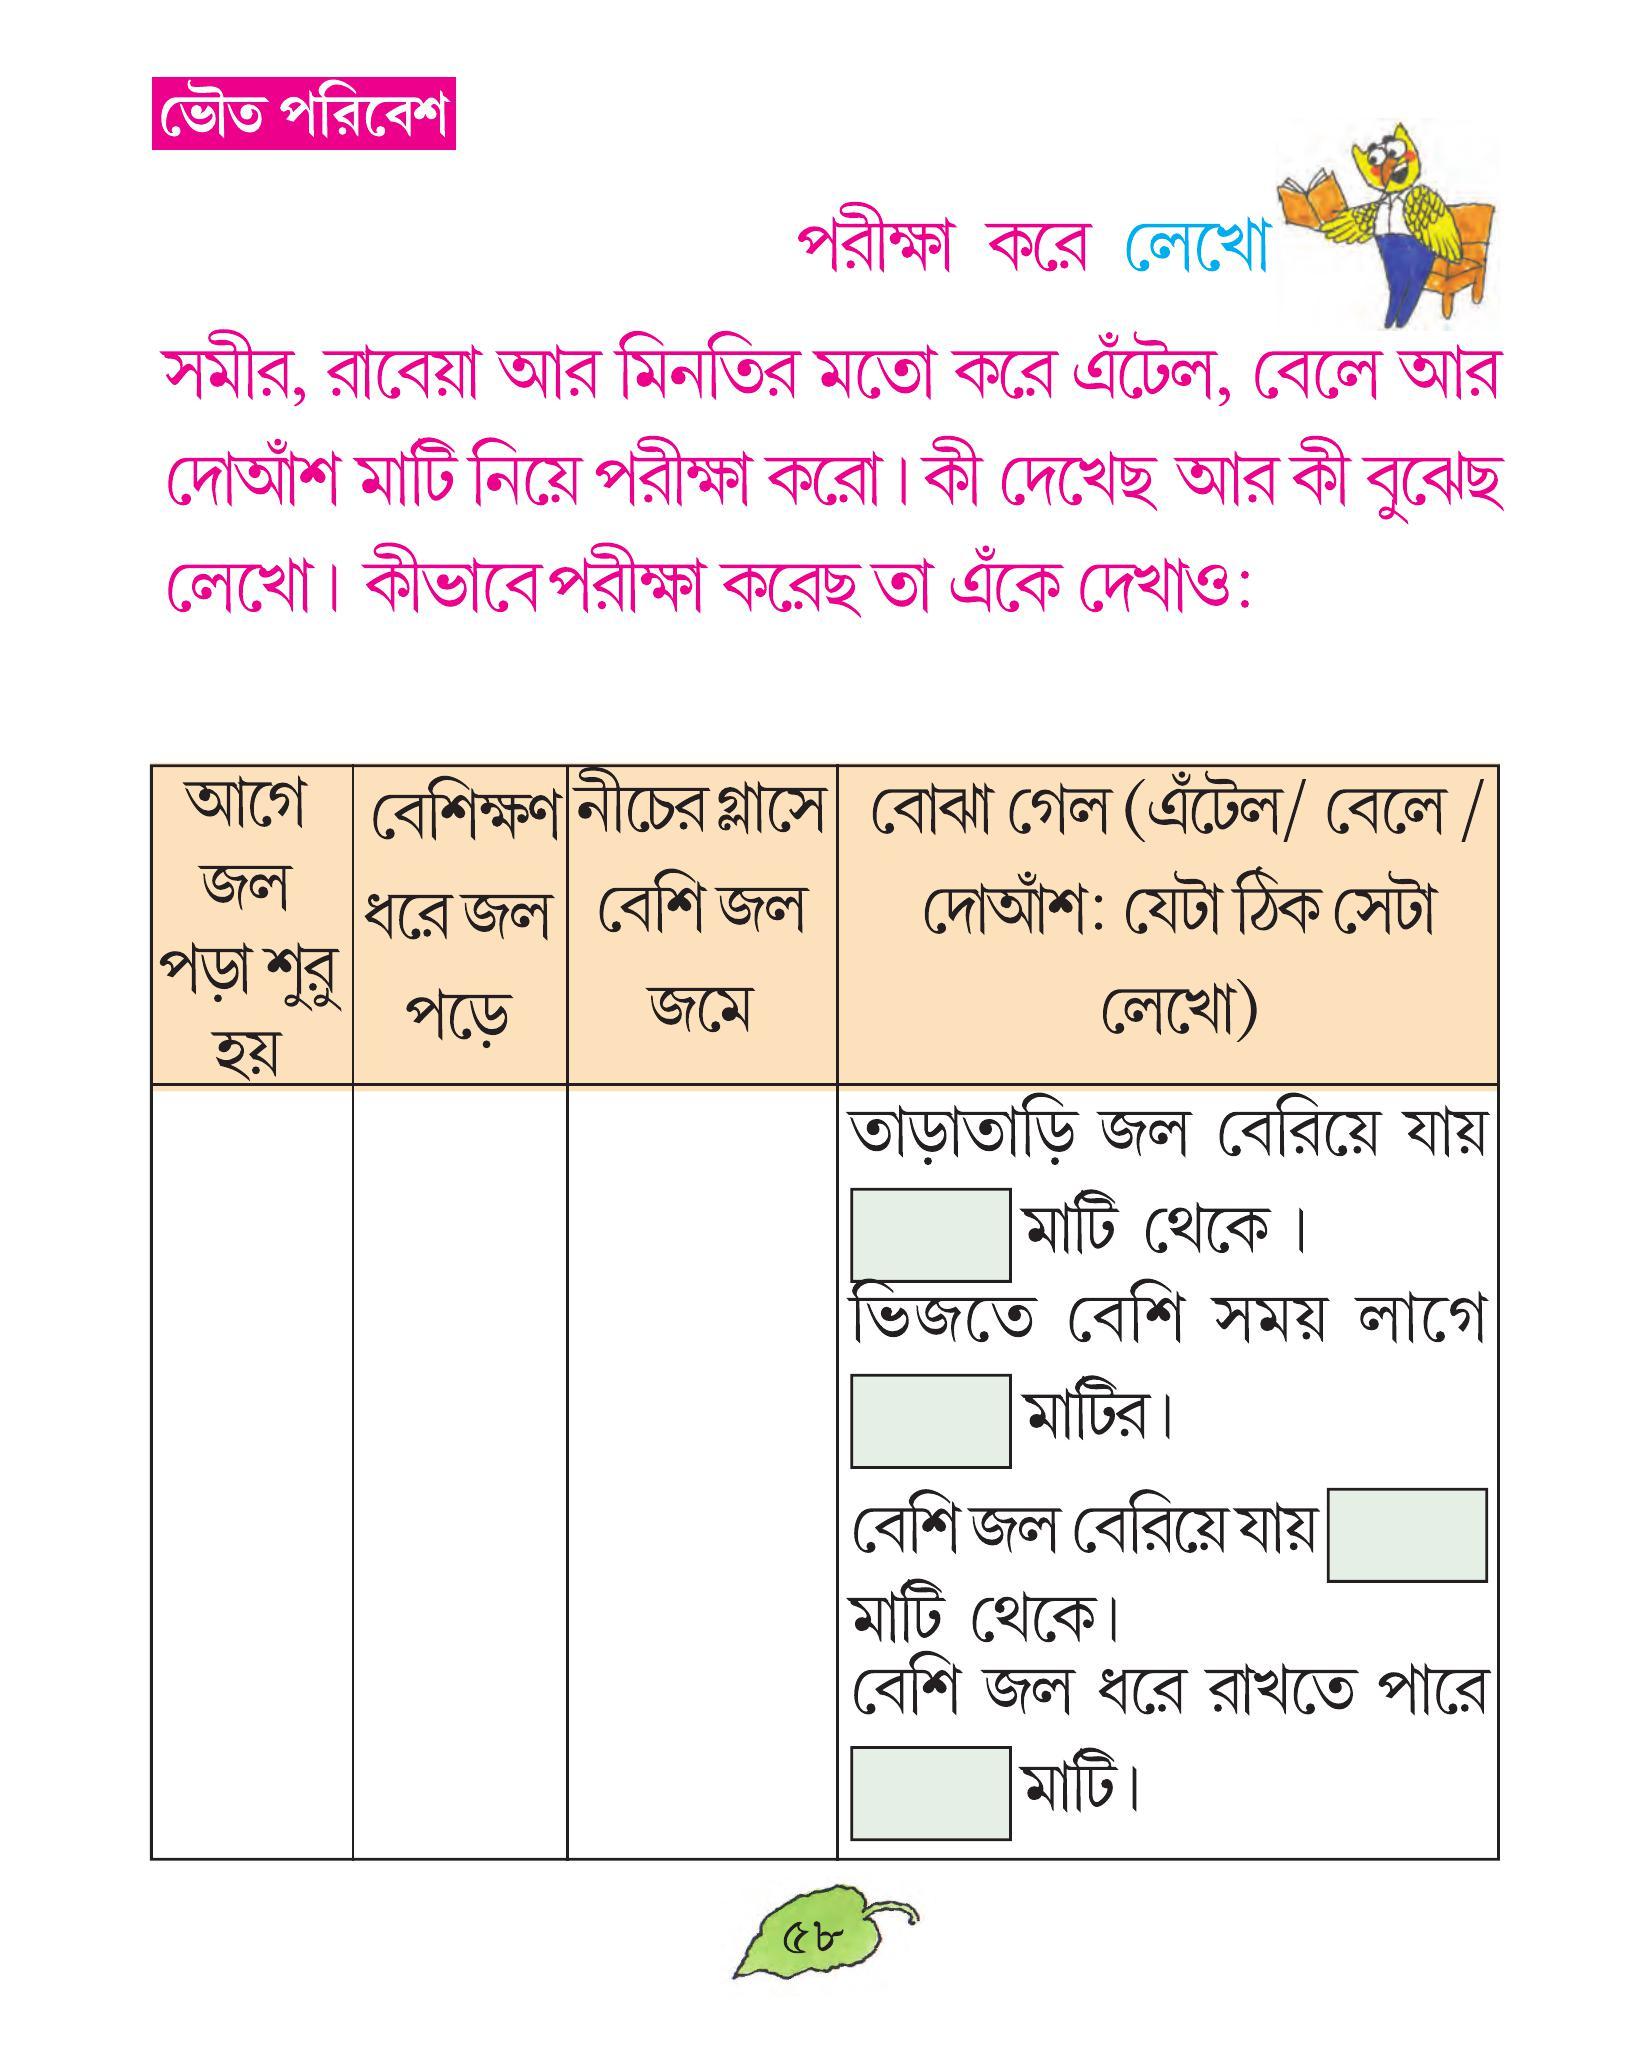 ভৌত পরিবেশ
পরীক্ষা করে লেখো
সমীর, রাবেয়া আর মিনতির মতো করে এঁটেল, বেলে আর
দোআঁশ মাটি নিয়ে পরীক্ষা করো। কী দেখেছ আর কী বুঝেছ
লেখো। কীভাবে পরীক্ষা করেছ তা এঁকে দেখাও:
আগে
জল
পড়া শুরু
হয়
বেশিক্ষণ
ধরে জল
পড়ে
নীচের গ্লাসে
বেশি জল
জমে
বোঝা গেল (এঁটেল/ বেলে /
দোআঁশ: যেটা ঠিক সেটা
লেখো)
তাড়াতাড়ি জল বেরিয়ে যায়
মাটি থেকে।
ভিজতে বেশি সময় লাগে
মাটির।
বেশি জল বেরিয়ে যায়
মাটি থেকে।
বেশি জল ধরে রাখতে পারে
মাটি।
৫৮